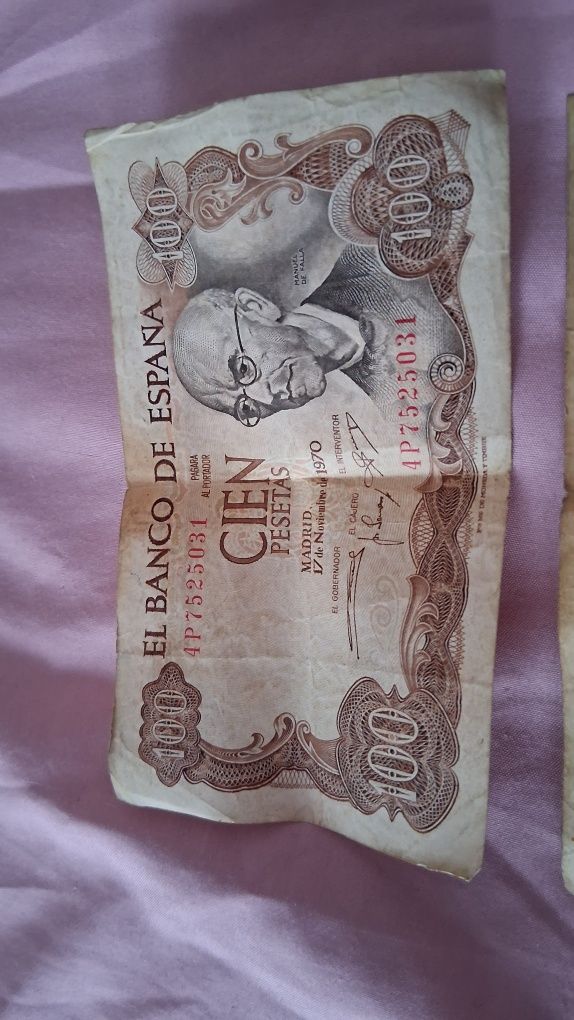 EL BANCO DE ESPAÑA
100
100
4P7525031
PAGARÁ
AL PORTADOR
CIEN
PESETAS
MADRID,
17 de Noviembre de 1970
EL GOBERNADOR
EL CAJERO
EL INTERVENTOR
MANUEL
DE FALLA
4P7525031
100
100